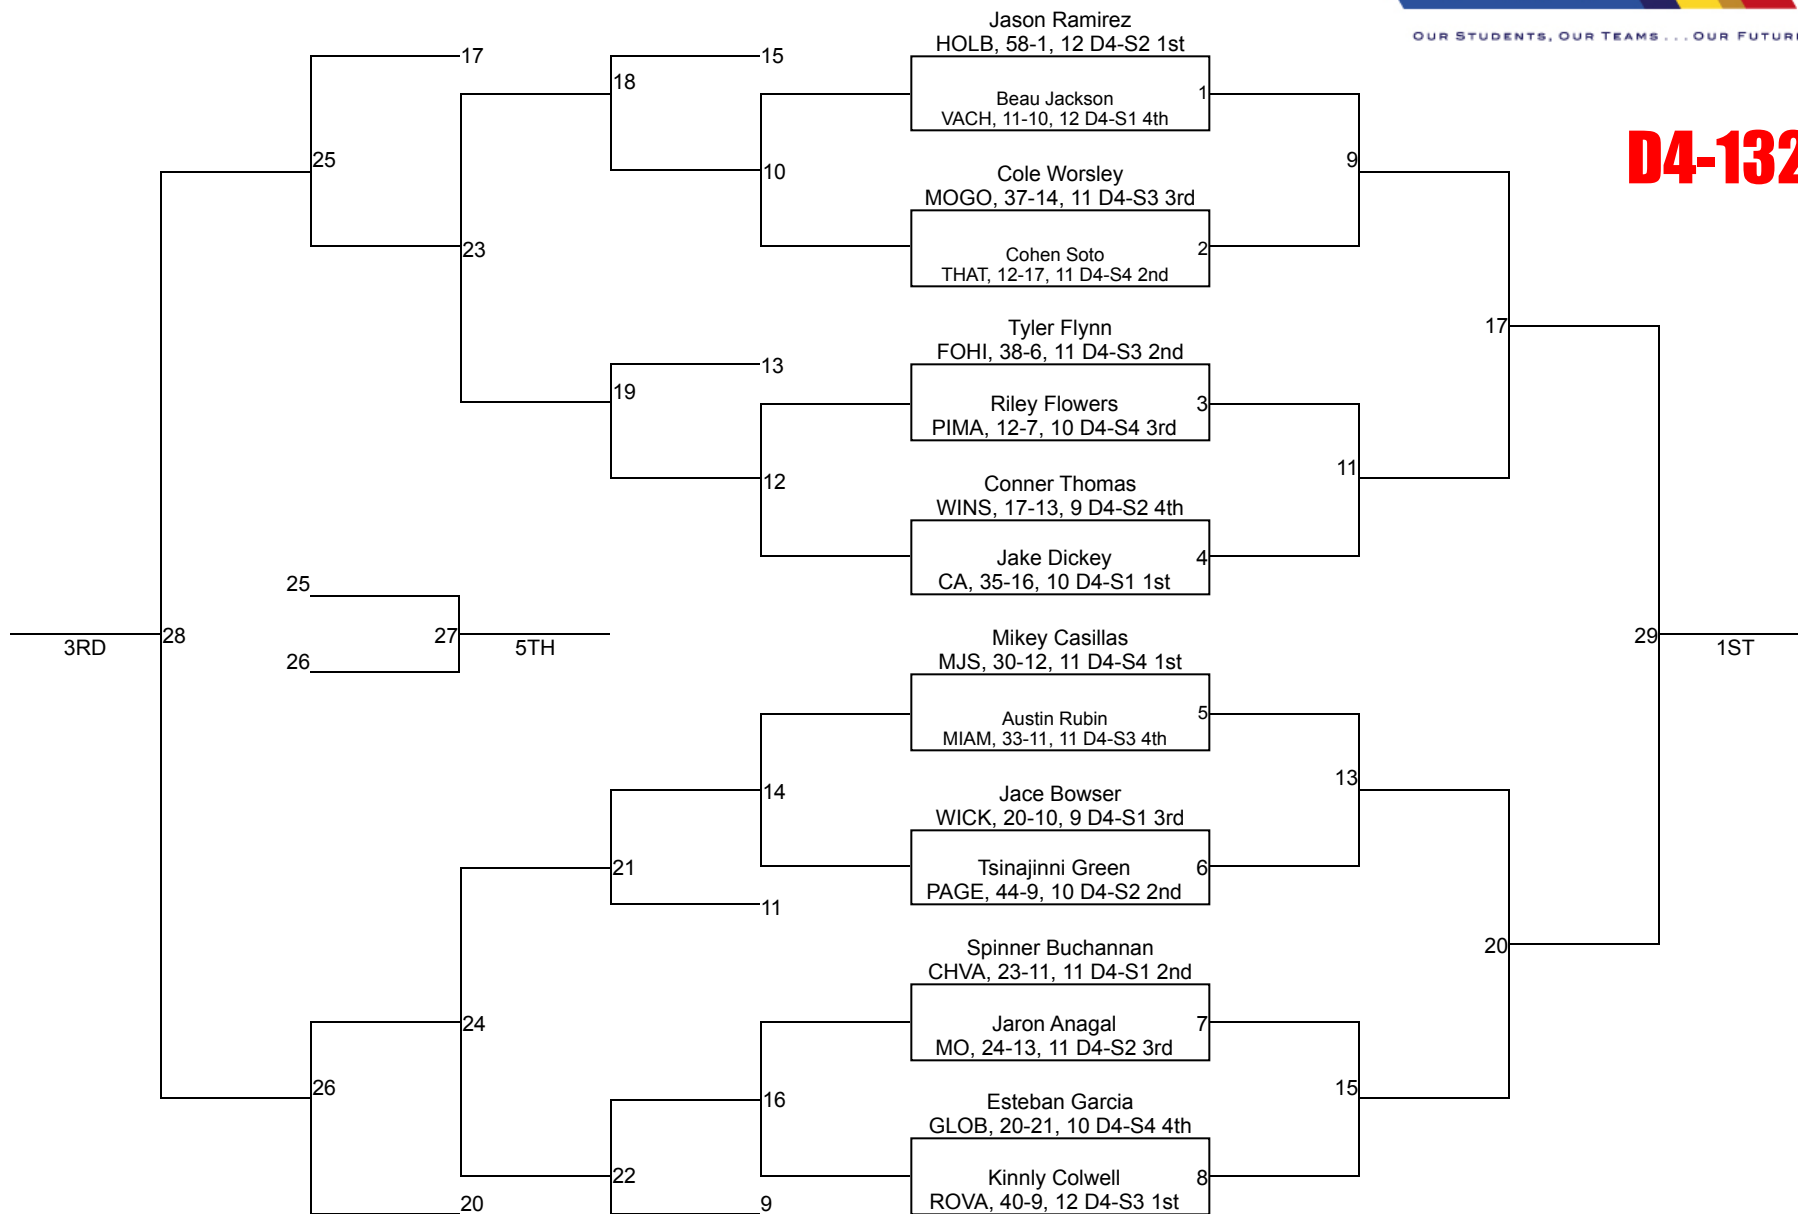 OUR STUDENTS, OUR TEAMS . . . OUR FUTURE
D4-132
Jason Ramirez
HOLB, 58-1, 12 D4-S2 1st
17
15
18
Beau Jackson
VACH, 11-10, 12 D4-S1 4th
1
25
10
9
Cole Worsley
MOGO, 37-14, 11 D4-S3 3rd
23
Cohen Soto
THAT, 12-17, 11 D4-S4 2nd
2
Tyler Flynn
FOHI, 38-6, 11 D4-S3 2nd
17
13
19
Riley Flowers
PIMA, 12-7, 10 D4-S4 3rd
3
12
11
Conner Thomas
WINS, 17-13, 9 D4-S2 4th
Jake Dickey
CA, 35-16, 10 D4-S1 1st
4
25
3RD
28
27
5TH
26
29
1ST
Mikey Casillas
MJS, 30-12, 11 D4-S4 1st
Austin Rubin
MIAM, 33-11, 11 D4-S3 4th
5
14
13
Jace Bowser
WICK, 20-10, 9 D4-S1 3rd
21
Tsinajinni Green
PAGE, 44-9, 10 D4-S2 2nd
6
11
Spinner Buchannan
CHVA, 23-11, 11 D4-S1 2nd
20
24
Jaron Anagal
MO, 24-13, 11 D4-S2 3rd
7
26
16
15
Esteban Garcia
GLOB, 20-21, 10 D4-S4 4th
22
Kinnly Colwell
ROVA, 40-9, 12 D4-S3 1st
8
20
9